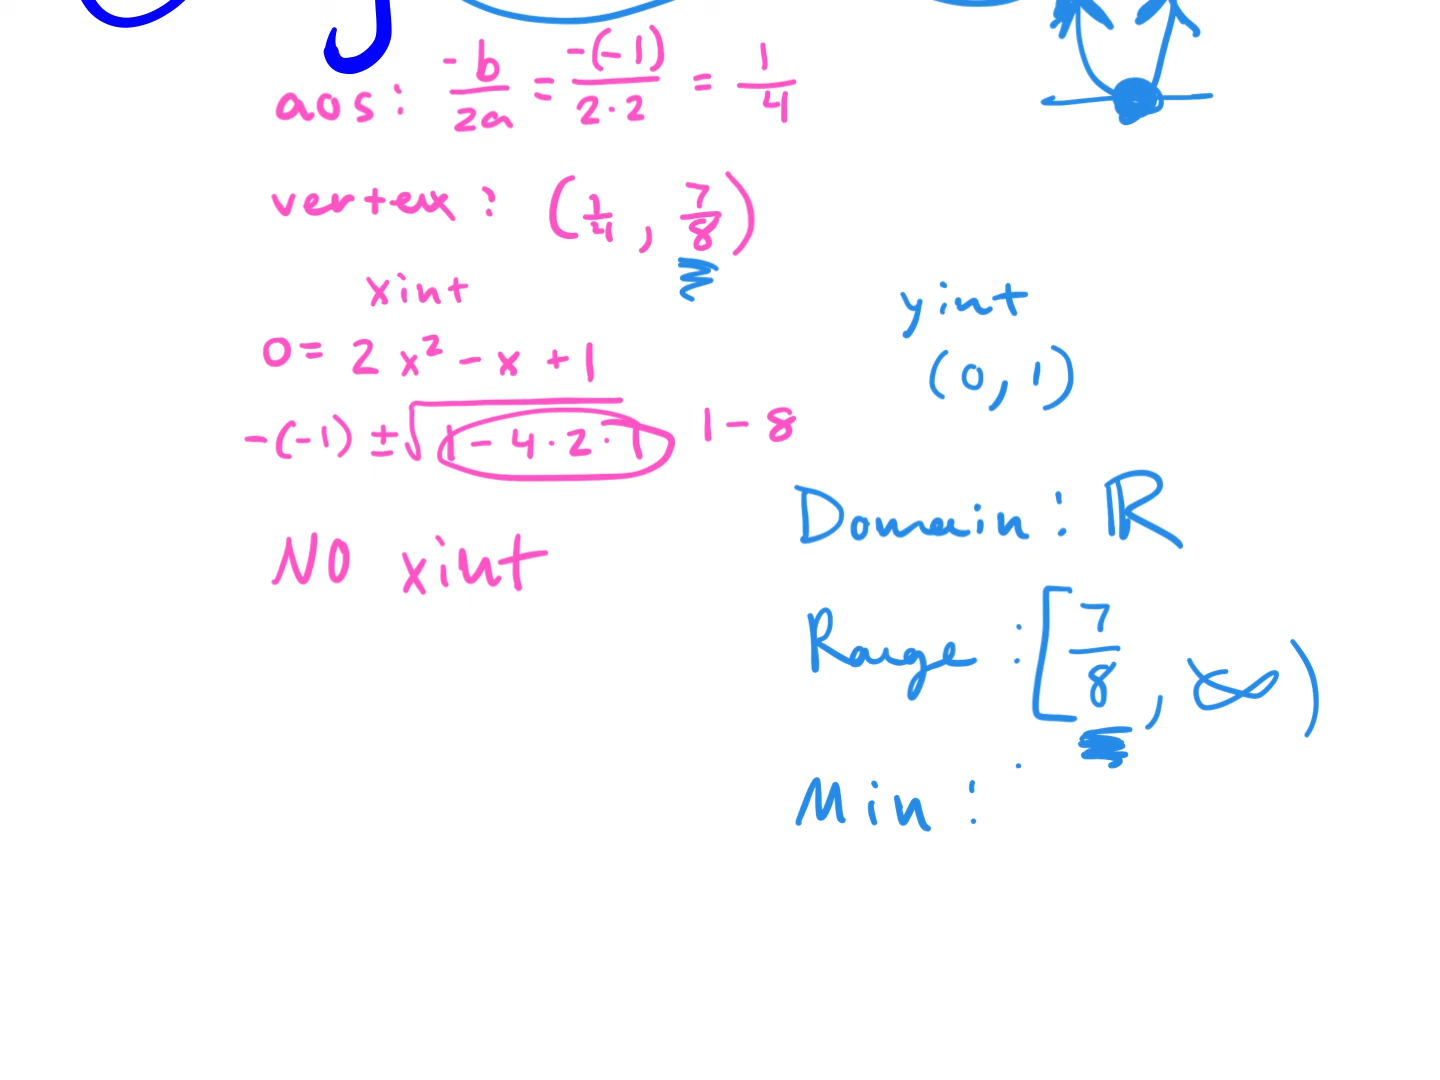 aos: -b/2a = -(-1)/2·2 = 1/4
vertex: (1/4, 7/8)
xint
0 = 2x² - x + 1
-(-1) ± √1 - 4·2·1 1 - 8
NO xint
yint
(0, 1)
Domain: ℝ
Range: [7/8, ∞)
Min: